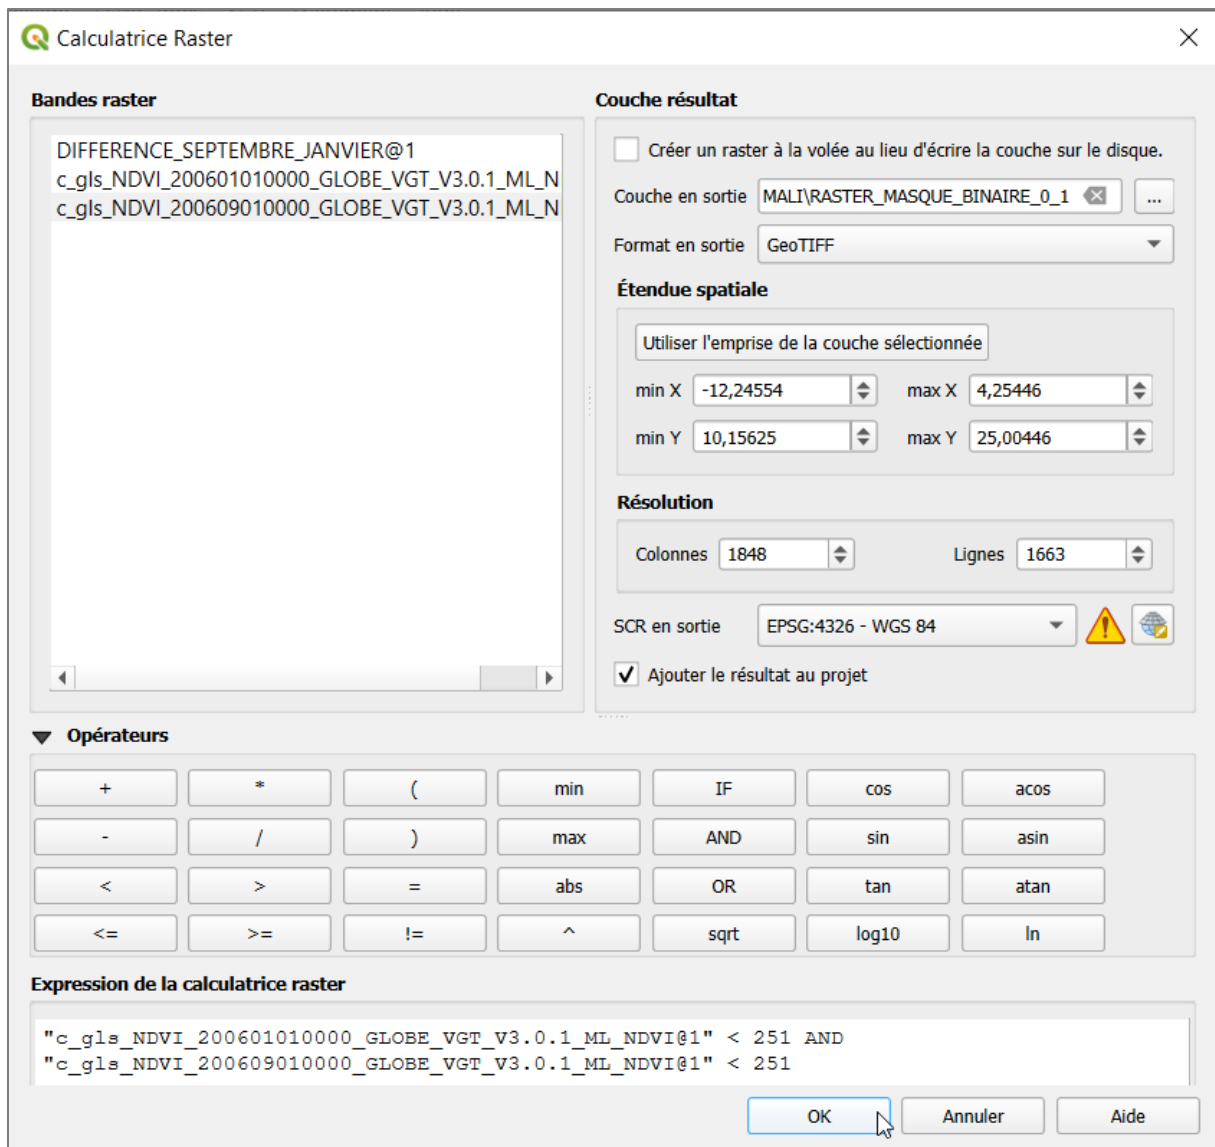 Calculatrice Raster
Bandes raster
DIFFERENCE_SEPTEMBRE_JANVIER@1
c_gls_NDVI_200601010000_GLOBE_VGT_V3.0.1_ML_N
c_gls_NDVI_200609010000_GLOBE_VGT_V3.0.1_ML_N
Couche résultat
Créer un raster à la volée au lieu d'écrire la couche sur le disque.
Couche en sortie MALI\RASTER_MASQUE_BINAIRE_0_1 ...
Format en sortie GeoTIFF
Étendue spatiale
Utiliser l'emprise de la couche sélectionnée
min X -12,24554 max X 4,25446
min Y 10,15625 max Y 25,00446
Résolution
Colonnes 1848 Lignes 1663
SCR en sortie EPSG:4326 - WGS 84
Ajouter le résultat au projet
Opérateurs
+ * ( min IF cos acos
- / ) max AND sin asin
< > = abs OR tan atan
<= >= != ^ sqrt log10 ln
Expression de la calculatrice raster
"c_gls_NDVI_200601010000_GLOBE_VGT_V3.0.1_ML_NDVI@1" < 251 AND
"c_gls_NDVI_200609010000_GLOBE_VGT_V3.0.1_ML_NDVI@1" < 251
OK Annuler Aide